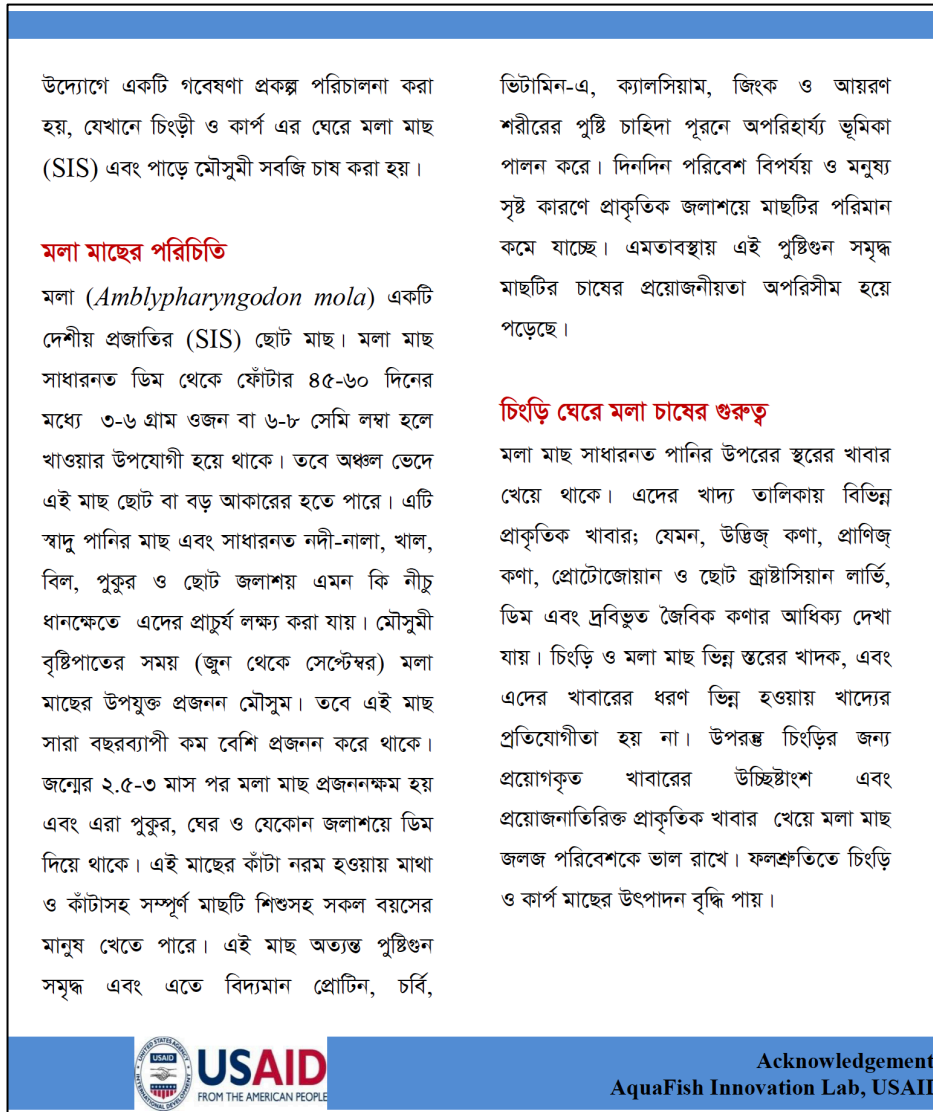 উদ্যোগে একটি গবেষণা প্রকল্প পরিচালনা করা
হয়, যেখানে চিংড়ী ও কার্প এর ঘেরে মলা মাছ
(SIS) এবং পাড়ে মৌসুমী সবজি চাষ করা হয়।
মলা মাছের পরিচিতি
মলা (Amblypharyngodon mola) একটি
দেশীয় প্রজাতির (SIS) ছোট মাছ। মলা মাছ
সাধারনত ডিম থেকে ফোঁটার ৪৫-৬০ দিনের
মধ্যে ৩-৬ গ্রাম ওজন বা ৬-৮ সেমি লম্বা হলে
খাওয়ার উপযোগী হয়ে থাকে। তবে অঞ্চল ভেদে
এই মাছ ছোট বা বড় আকারের হতে পারে। এটি
স্বাদু পানির মাছ এবং সাধারনত নদী-নালা, খাল,
বিল, পুকুর ও ছোট জলাশয় এমন কি নীচু
ধানক্ষেতে এদের প্রাচুর্য লক্ষ্য করা যায়। মৌসুমী
বৃষ্টিপাতের সময় (জুন থেকে সেপ্টেম্বর) মলা
মাছের উপযুক্ত প্রজনন মৌসুম। তবে এই মাছ
সারা বছরব্যাপী কম বেশি প্রজনন করে থাকে।
জন্মের ২.৫-৩ মাস পর মলা মাছ প্রজননক্ষম হয়
এবং এরা পুকুর, ঘের ও যেকোন জলাশয়ে ডিম
দিয়ে থাকে। এই মাছের কাঁটা নরম হওয়ায় মাথা
ও কাঁটাসহ সম্পূর্ণ মাছটি শিশুসহ সকল বয়সের
মানুষ খেতে পারে। এই মাছ অত্যন্ত পুষ্টিগুন
সমৃদ্ধ এবং এতে বিদ্যমান প্রোটিন, চর্বি,
ভিটামিন-এ, ক্যালসিয়াম, জিংক ও আয়রণ
শরীরের পুষ্টি চাহিদা পূরনে অপরিহার্য্য ভূমিকা
পালন করে। দিনদিন পরিবেশ বিপর্যয় ও মনুষ্য
সৃষ্ট কারণে প্রাকৃতিক জলাশয়ে মাছটির পরিমান
কমে যাচ্ছে। এমতাবস্থায় এই পুষ্টিগুন সমৃদ্ধ
মাছটির চাষের প্রয়োজনীয়তা অপরিসীম হয়ে
পড়েছে।
চিংড়ি ঘেরে মলা চাষের গুরুত্ব
মলা মাছ সাধারনত পানির উপরের স্থরের খাবার
খেয়ে থাকে। এদের খাদ্য তালিকায় বিভিন্ন
প্রাকৃতিক খাবার; যেমন, উদ্ভিজ্ কণা, প্রাণিজ্
কণা, প্রোটোজোয়ান ও ছোট ক্রাষ্টাসিয়ান লার্ভি,
ডিম এবং দ্রবিভুত জৈবিক কণার আধিক্য দেখা
যায়। চিংড়ি ও মলা মাছ ভিন্ন স্তরের খাদক, এবং
এদের খাবারের ধরণ ভিন্ন হওয়ায় খাদ্যের
প্রতিযোগীতা হয় না। উপরন্তু চিংড়ির জন্য
প্রয়োগকৃত খাবারের উচ্ছিষ্টাংশ এবং
প্রয়োজনাতিরিক্ত প্রাকৃতিক খাবার খেয়ে মলা মাছ
জলজ পরিবেশকে ভাল রাখে। ফলশ্রুতিতে চিংড়ি
ও কার্প মাছের উৎপাদন বৃদ্ধি পায়।
UNITED STATES AGENCY
USAID
INTERNATIONAL DEVELOPMENT
USAID
FROM THE AMERICAN PEOPLE
Acknowledgement
AquaFish Innovation Lab, USAID